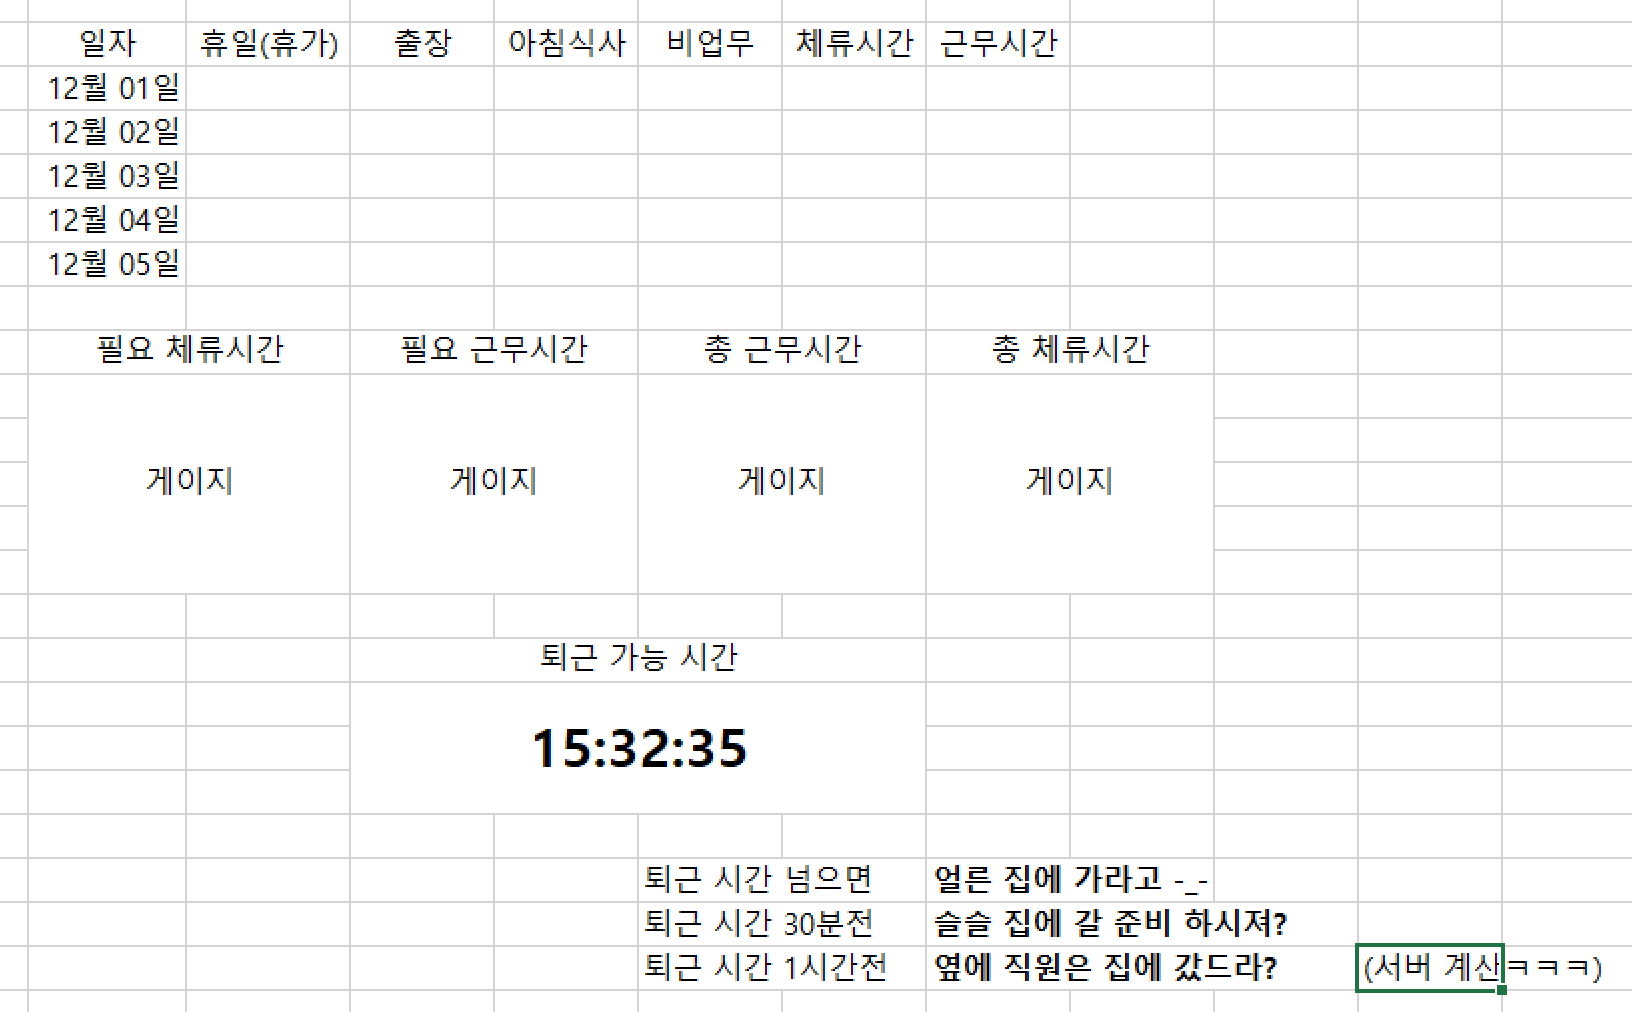 일자 휴일(휴가) 출장 아침식사 비업무 체류시간 근무시간
12월 01일
12월 02일
12월 03일
12월 04일
12월 05일
필요 체류시간 필요 근무시간 총 근무시간 총 체류시간
게이지 게이지 게이지 게이지
퇴근 가능 시간
15:32:35
퇴근 시간 넘으면 얼른 집에 가라고 -_-
퇴근 시간 30분전 슬슬 집에 갈 준비 하시져?
퇴근 시간 1시간전 옆에 직원은 집에 갔드라? (서버 계산ㅋㅋㅋ)